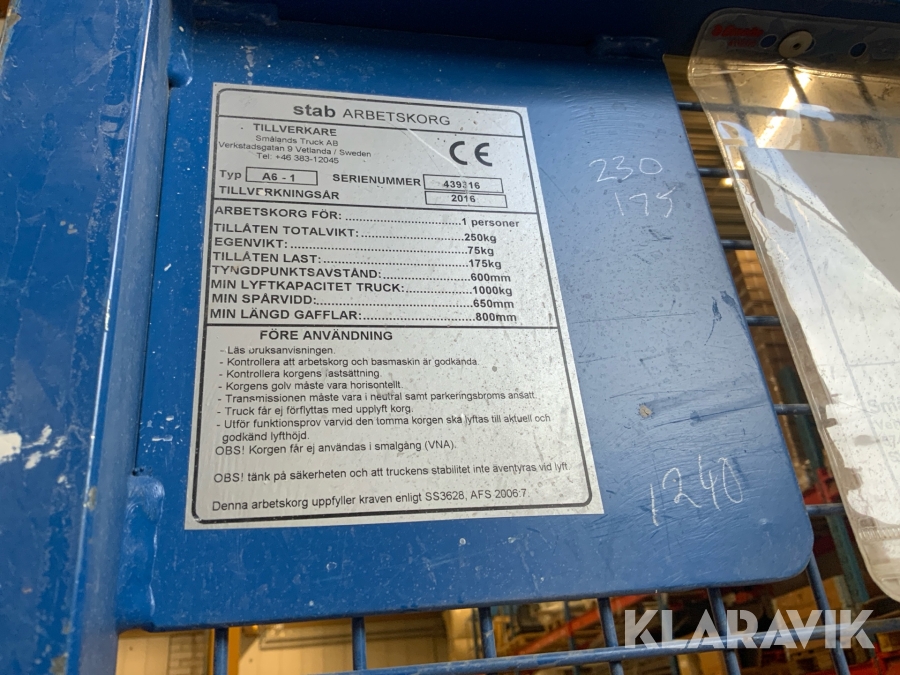 stab ARBETSKORG
TILLVERKARE
Smålands Truck AB
Verkstadsgatan 9 Vetlanda / Sweden
Tel: +46 383-12045
CE
Typ A6 - 1 SERIENUMMER 439316
TILLVERKNINGSÅR 2016
ARBETSKORG FÖR:..............................1 personer
TILLÅTEN TOTALVIKT:..........................250kg
EGENVIKT:.............................................75kg
TILLÅTEN LAST:......................................175kg
TYNGDPUNKTSAVSTÅND:......................600mm
MIN LYFTKAPACITET TRUCK:................1000kg
MIN SPÅRVIDD:.......................................650mm
MIN LÄNGD GAFFLAR:............................800mm
FÖRE ANVÄNDNING
- Läs bruksanvisningen.
- Kontrollera att arbetskorg och basmaskin är godkända.
- Kontrollera korgens fastsättning.
- Korgens golv måste vara horisontellt.
- Transmissionen måste vara i neutral samt parkeringsbroms ansatt.
- Truck får ej förflyttas med upplyft korg.
- Utför funktionsprov varvid den tomma korgen ska lyftas till aktuell och
godkänd lyfthöjd.
OBS! Korgen får ej användas i smalgång (VNA).
OBS! tänk på säkerheten och att truckens stabilitet inte äventyras vid lyft
Denna arbetskorg uppfyller kraven enligt SS3628, AFS 2006:7.
230
175
1240
KLARAVIK